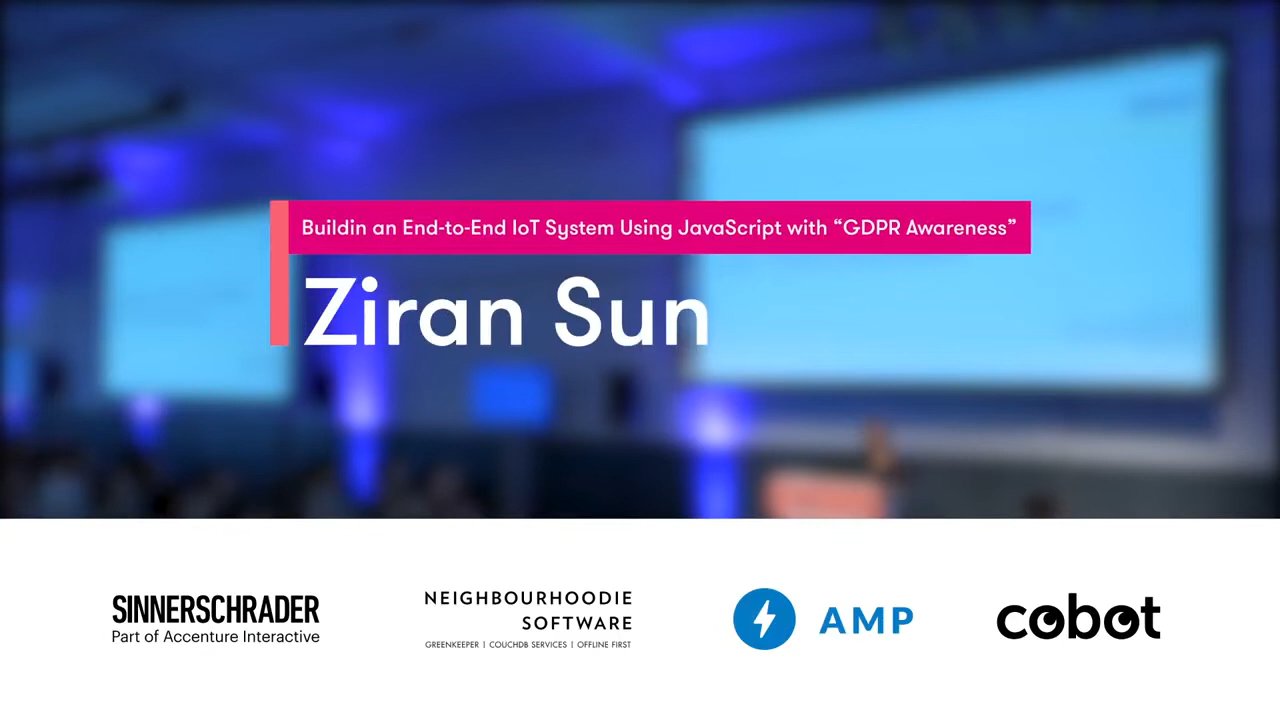 Buildin an End-to-End IoT System Using JavaScript with “GDPR Awareness”
Ziran Sun
SINNERSCHRADER
Part of Accenture Interactive
NEIGHBOURHOODIE
SOFTWARE
GREENKEEPER | COUCHDB SERVICES | OFFLINE FIRST
AMP
cobot